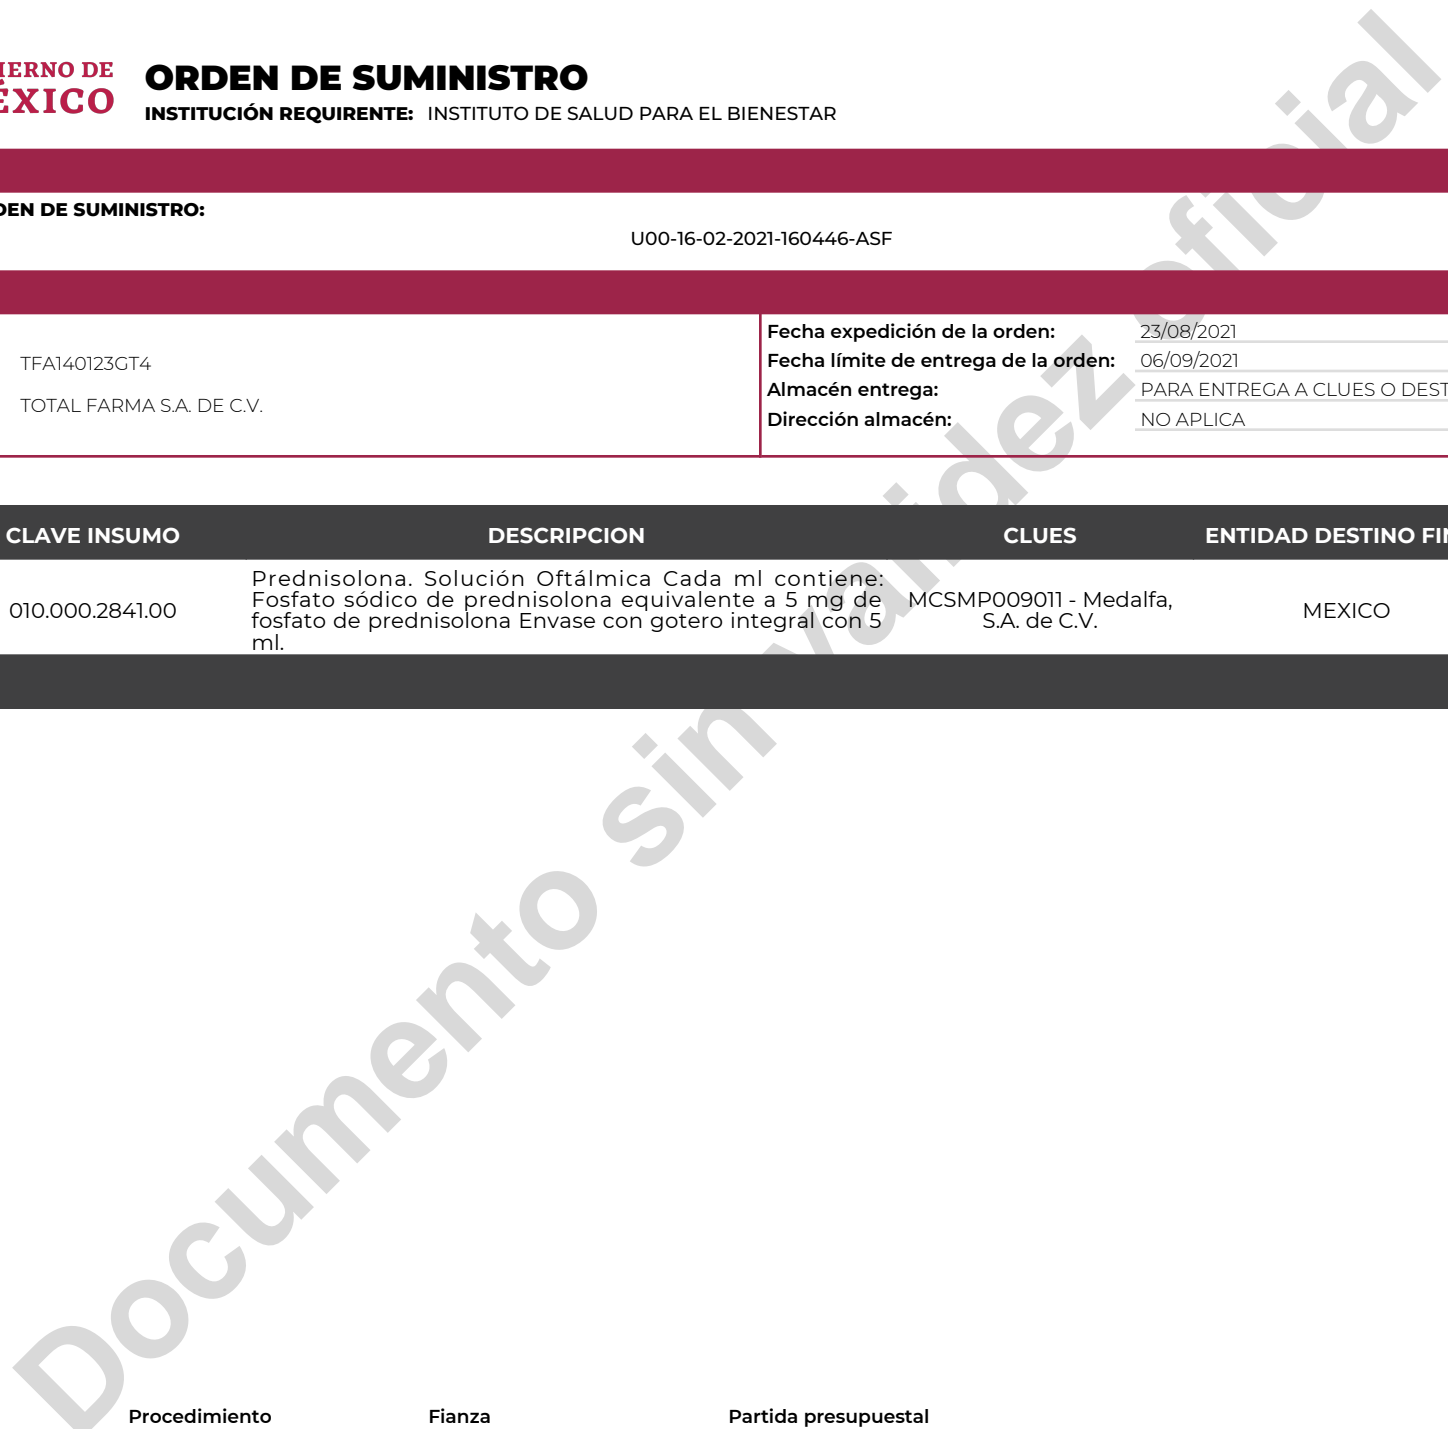 IERNO DE
ÉXICO
ORDEN DE SUMINISTRO
INSTITUCIÓN REQUIRENTE: INSTITUTO DE SALUD PARA EL BIENESTAR
DEN DE SUMINISTRO:
U00-16-02-2021-160446-ASF
TFA140123GT4
TOTAL FARMA S.A. DE C.V.
Fecha expedición de la orden: 23/08/2021
Fecha límite de entrega de la orden: 06/09/2021
Almacén entrega: PARA ENTREGA A CLUES O DEST
Dirección almacén: NO APLICA
CLAVE INSUMO DESCRIPCION CLUES ENTIDAD DESTINO FIN
010.000.2841.00
Prednisolona. Solución Oftálmica Cada ml contiene:
Fosfato sódico de prednisolona equivalente a 5 mg de
fosfato de prednisolona Envase con gotero integral con 5
ml.
MCSMP009011 - Medalfa,
S.A. de C.V.
MEXICO
Documento sin validez oficial
Procedimiento Fianza Partida presupuestal